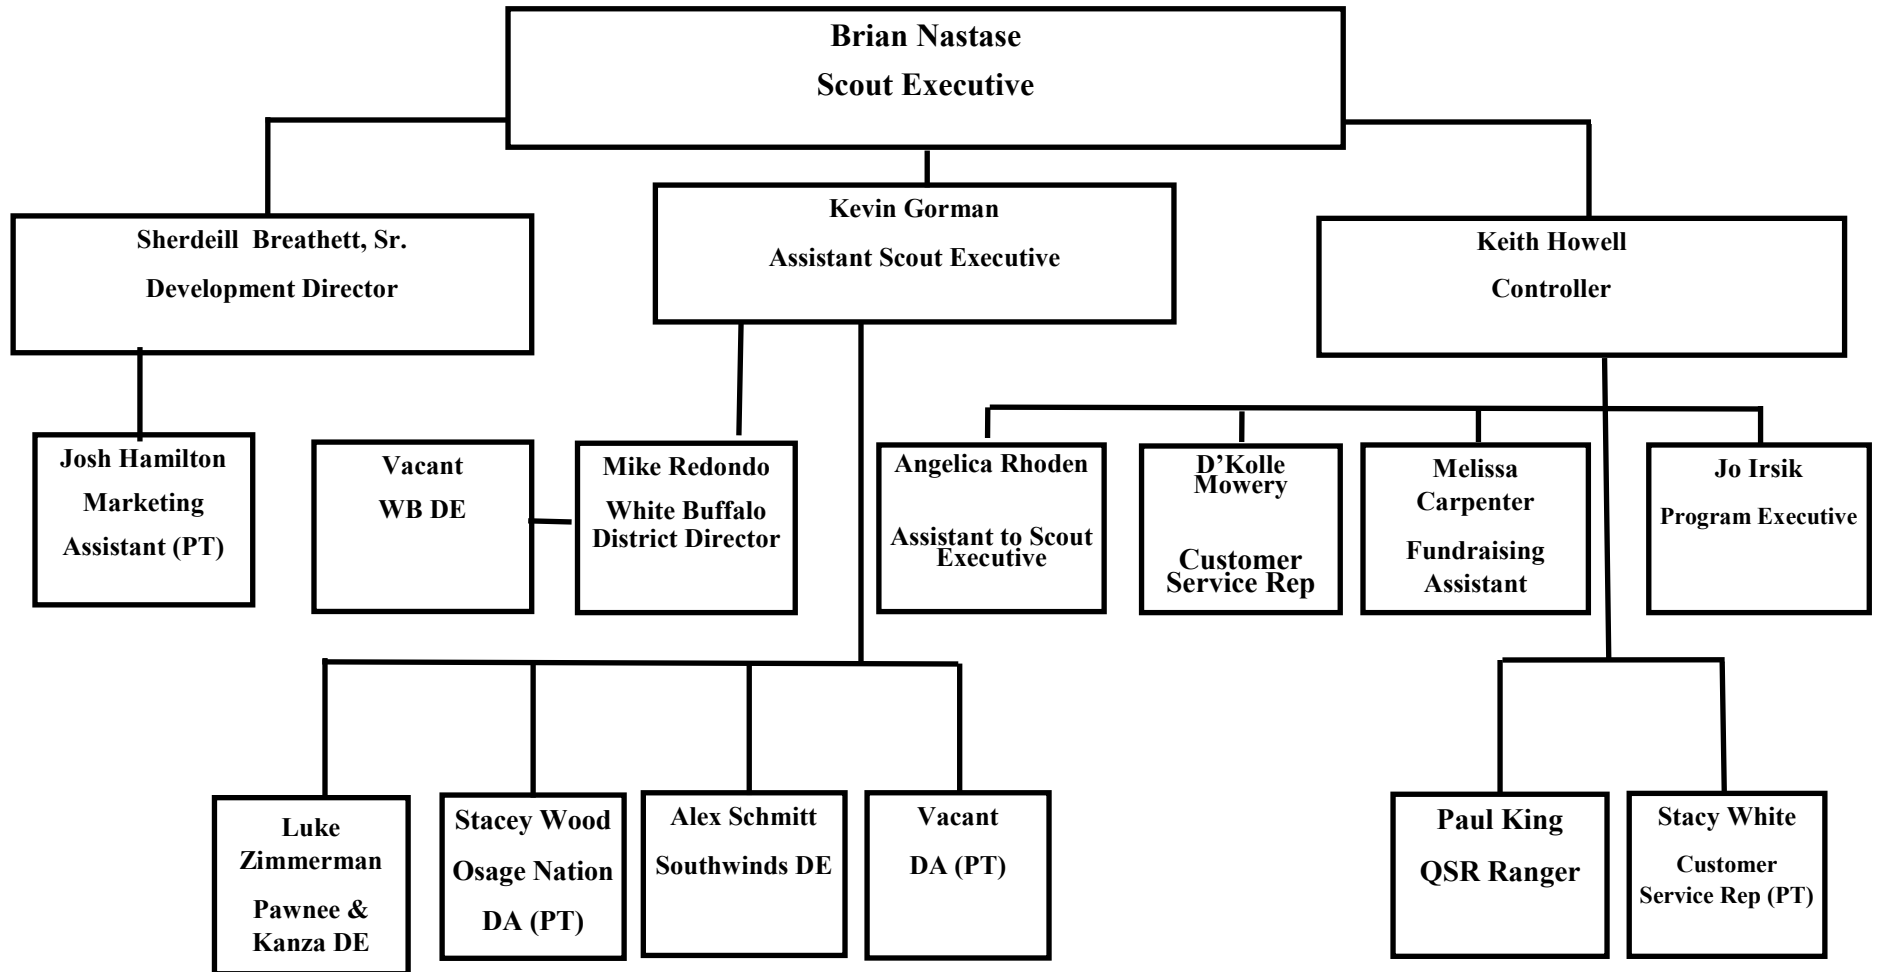 Brian Nastase
Scout Executive
Sherdeill Breathett, Sr.
Development Director
Kevin Gorman
Assistant Scout Executive
Keith Howell
Controller
Josh Hamilton
Marketing
Assistant (PT)
Vacant
WB DE
Mike Redondo
White Buffalo
District Director
Angelica Rhoden
Assistant to Scout
Executive
D’Kolle
Mowery
Customer
Service Rep
Melissa
Carpenter
Fundraising
Assistant
Jo Irsik
Program Executive
Luke
Zimmerman
Pawnee &
Kanza DE
Stacey Wood
Osage Nation
DA (PT)
Alex Schmitt
Southwinds DE
Vacant
DA (PT)
Paul King
QSR Ranger
Stacy White
Customer
Service Rep (PT)